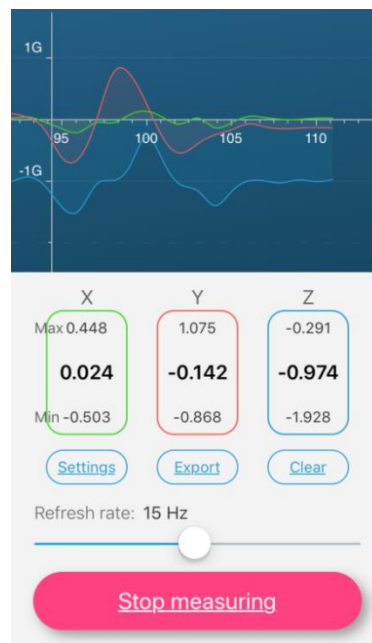 1G
95 100 105 110
-1G
X Y Z
Max 0.448 1.075 -0.291
0.024 -0.142 -0.974
Min -0.503 -0.868 -1.928
Settings Export Clear
Refresh rate: 15 Hz
Stop measuring